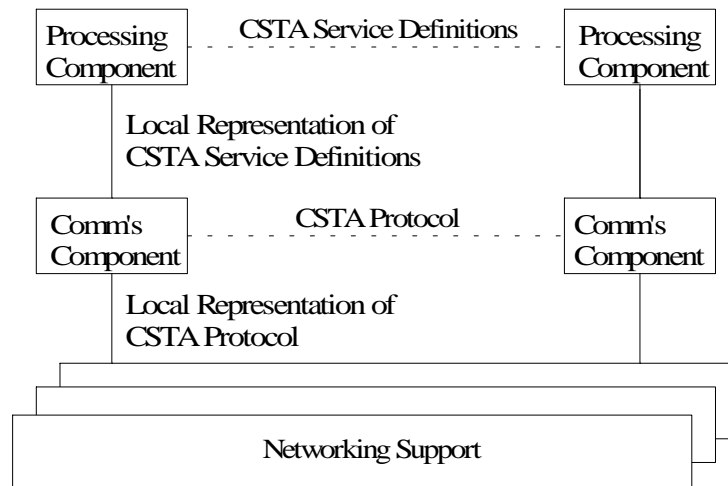 Processing
Component
CSTA Service Definitions
Processing
Component
Local Representation of
CSTA Service Definitions
Comm's
Component
CSTA Protocol
Comm's
Component
Local Representation of
CSTA Protocol
Networking Support